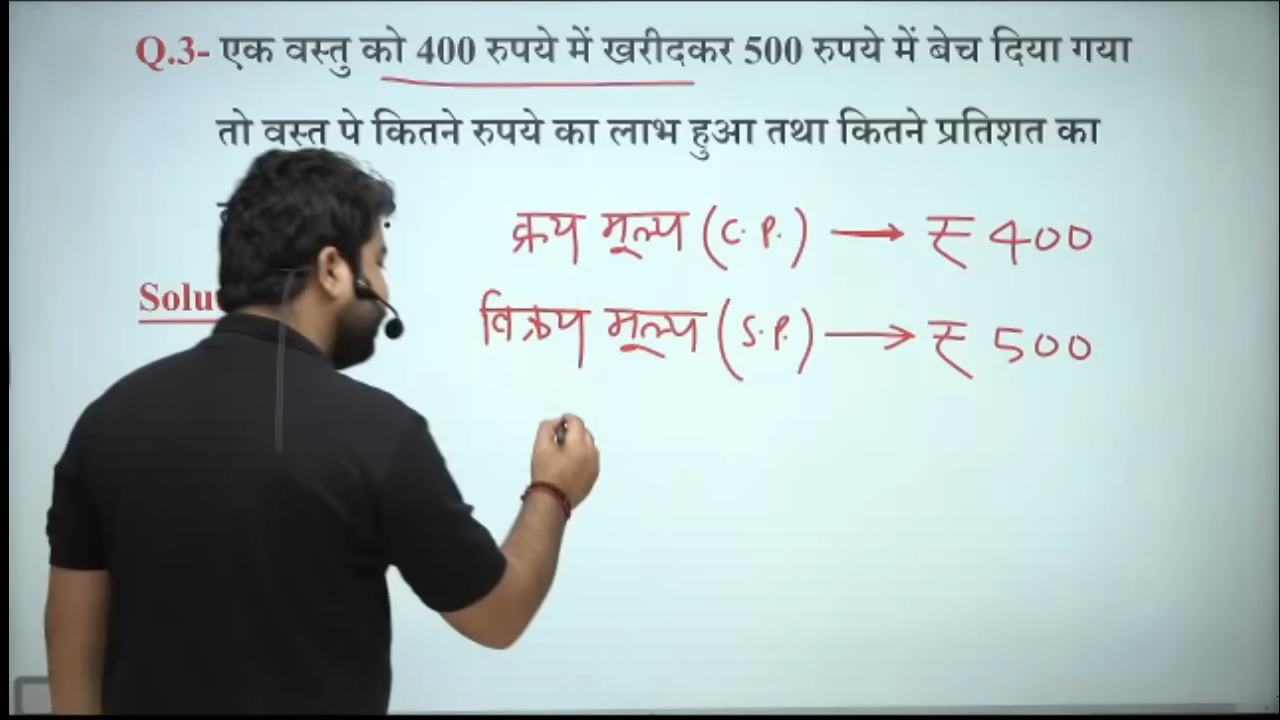 Q.3- एक वस्तु को 400 रुपये में खरीदकर 500 रुपये में बेच दिया गया
तो वस्त पे कितने रुपये का लाभ हुआ तथा कितने प्रतिशत का
क्रय मूल्य (C.P.) → ₹ 400
विक्रय मूल्य (S.P.) → ₹ 500